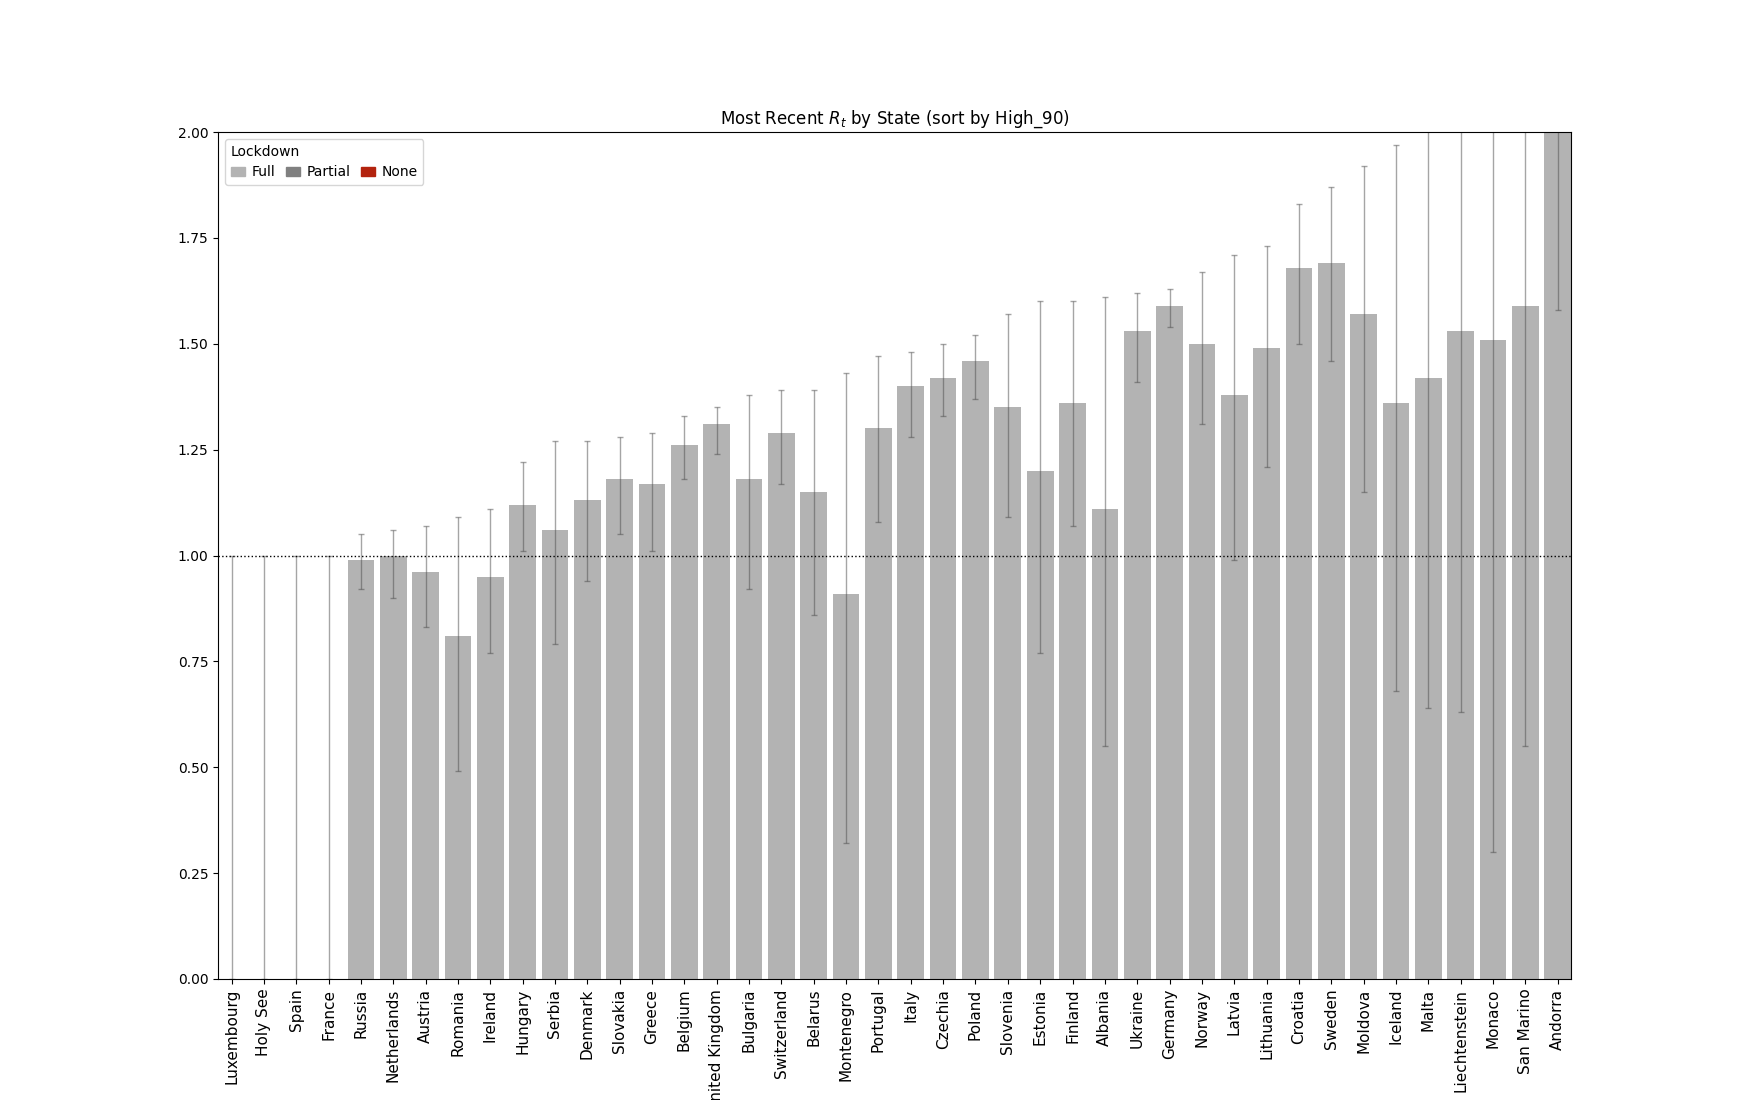 Most Recent R_t by State (sort by High_90)
Lockdown
Full Partial None
2.00
1.75
1.50
1.25
1.00
0.75
0.50
0.25
0.00
Luxembourg
Holy See
Spain
France
Russia
Netherlands
Austria
Romania
Ireland
Hungary
Serbia
Denmark
Slovakia
Greece
Belgium
nited Kingdom
Bulgaria
Switzerland
Belarus
Montenegro
Portugal
Italy
Czechia
Poland
Slovenia
Estonia
Finland
Albania
Ukraine
Germany
Norway
Latvia
Lithuania
Croatia
Sweden
Moldova
Iceland
Malta
Liechtenstein
Monaco
San Marino
Andorra